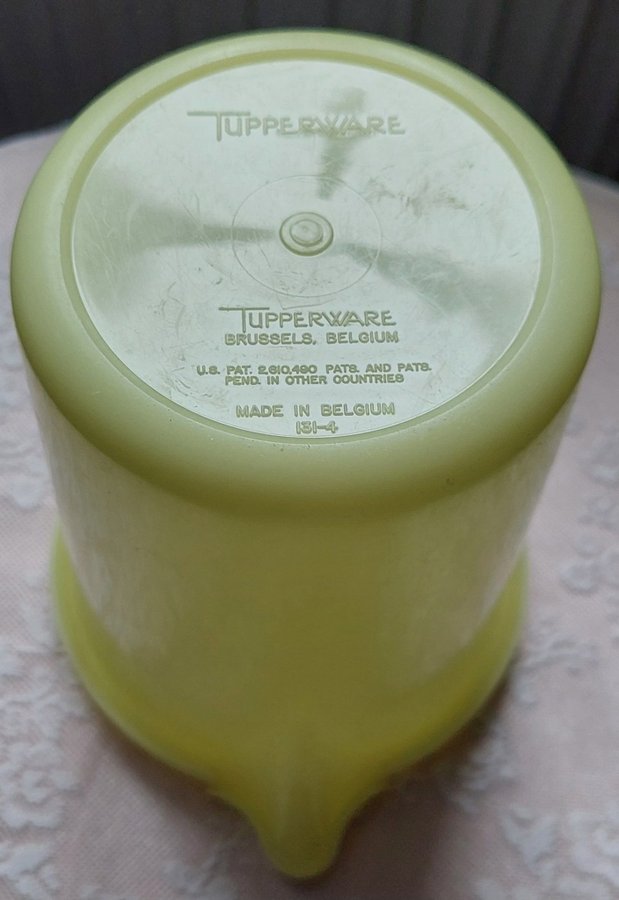 TUPPERWARE
TUPPERWARE
BRUSSELS, BELGIUM
U.S. PAT. 2,610,490 PATS. AND PATS.
PEND. IN OTHER COUNTRIES
MADE IN BELGIUM
131-4